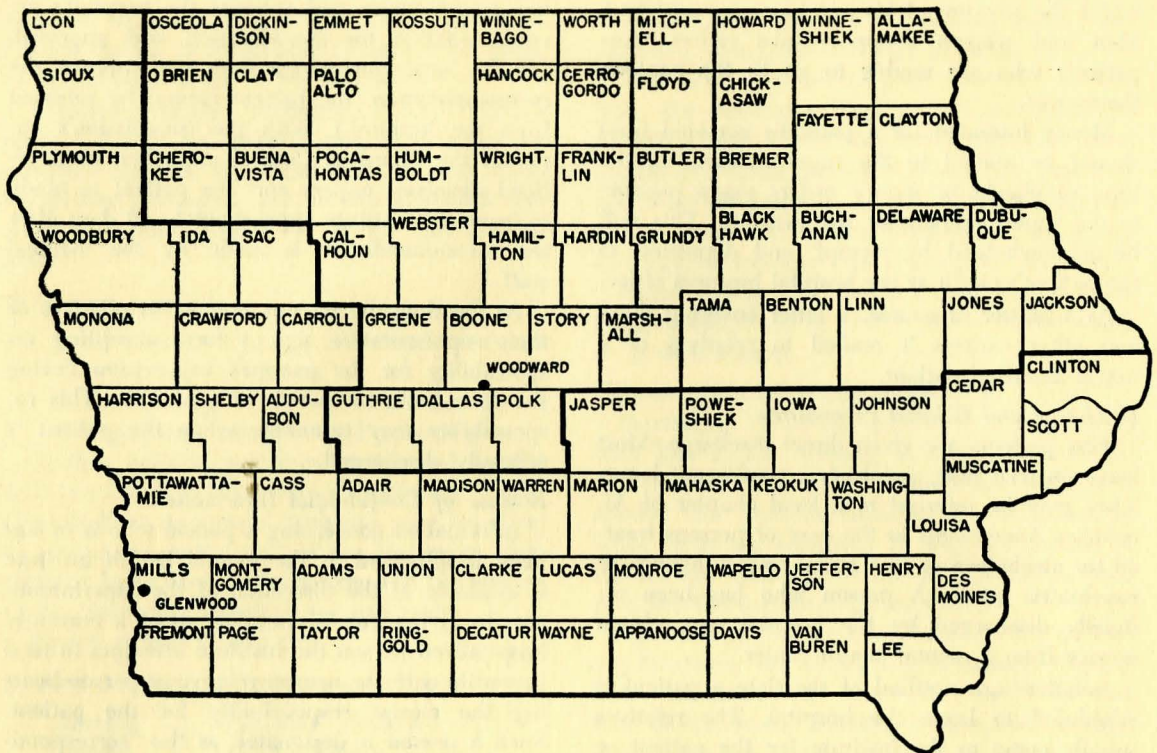 LYON
OSCEOLA
DICKIN-
SON
EMMET
KOSSUTH
WINNE-
BAGO
WORTH
MITCH-
ELL
HOWARD
WINNE-
SHIEK
ALLA-
MAKEE
SIOUX
OBRIEN
CLAY
PALO
ALTO
HANCOCK
CERRO
GORDO
FLOYD
CHICK-
ASAW
FAYETTE
CLAYTON
PLYMOUTH
CHERO-
KEE
BUENA
VISTA
POCA-
HONTAS
HUM-
BOLDT
WRIGHT
FRANK-
LIN
BUTLER
BREMER
WOODBURY
IDA
SAC
CAL-
HOUN
WEBSTER
HAMIL-
TON
HARDIN
GRUNDY
BLACK
HAWK
BUCH-
ANAN
DELAWARE
DUBU-
QUE
MONONA
CRAWFORD
CARROLL
GREENE
BOONE
STORY
MARSH-
ALL
TAMA
BENTON
LINN
JONES
JACKSON
WOODWARD
CLINTON
HARRISON
SHELBY
AUDU-
BON
GUTHRIE
DALLAS
POLK
JASPER
POWE-
SHIEK
IOWA
JOHNSON
CEDAR
SCOTT
MUSCATINE
POTTAWATTA-
MIE
CASS
ADAIR
MADISON
WARREN
MARION
MAHASKA
KEOKUK
WASHING-
TON
LOUISA
MILLS
GLENWOOD
MONT-
GOMERY
ADAMS
UNION
CLARKE
LUCAS
MONROE
WAPELLO
JEFFER-
SON
HENRY
DES
MOINES
FREMONT
PAGE
TAYLOR
RING-
GOLD
DECATUR
WAYNE
APPANOOSE
DAVIS
VAN
BUREN
LEE